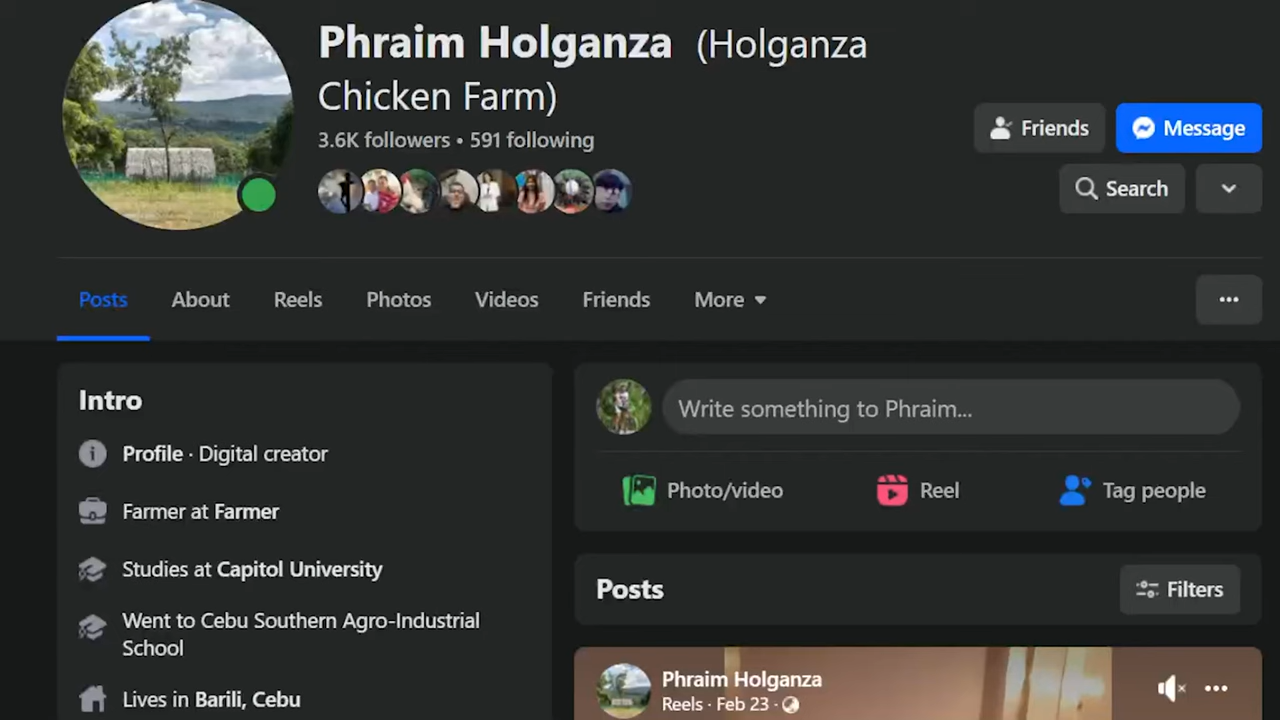 Phraim Holganza (Holganza
Chicken Farm)
3.6K followers • 591 following
Friends
Message
Search
Posts About Reels Photos Videos Friends More
Intro
Profile · Digital creator
Farmer at Farmer
Studies at Capitol University
Went to Cebu Southern Agro-Industrial
School
Lives in Barili, Cebu
Write something to Phraim...
Photo/video Reel Tag people
Posts
Filters
Phraim Holganza
Reels · Feb 23 ·